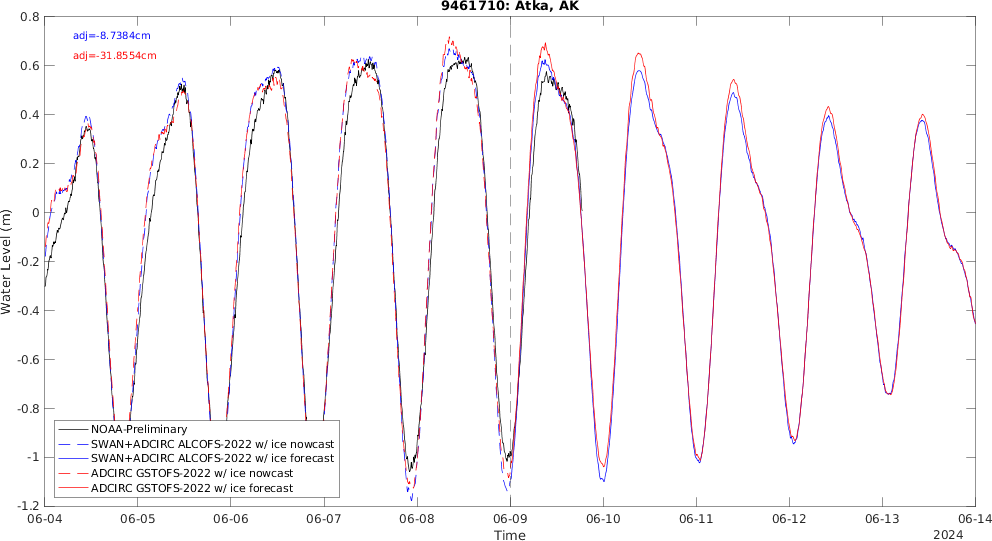 9461710: Atka, AK
adj=-8.7384cm
adj=-31.8554cm
Water Level (m)
0.8
0.6
0.4
0.2
0
-0.2
-0.4
-0.6
-0.8
-1
-1.2
NOAA-Preliminary
SWAN+ADCIRC ALCOFS-2022 w/ ice nowcast
SWAN+ADCIRC ALCOFS-2022 w/ ice forecast
ADCIRC GSTOFS-2022 w/ ice nowcast
ADCIRC GSTOFS-2022 w/ ice forecast
06-04 06-05 06-06 06-07 06-08 06-09 06-10 06-11 06-12 06-13 06-14
Time
2024